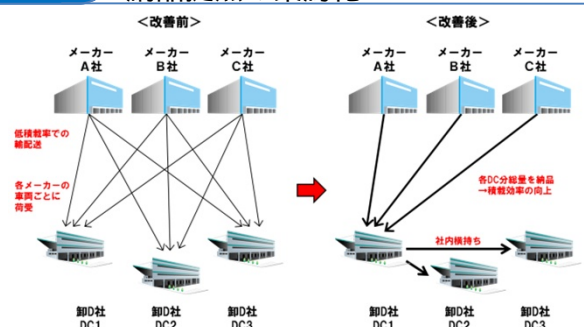 ＜改善前＞
＜改善後＞
メーカー
A社
メーカー
B社
メーカー
C社
メーカー
A社
メーカー
B社
メーカー
C社
低積載率での
輸配送
各メーカーの
車両ごとに
荷受
各DC分総量を納品
→積載効率の向上
社内横持ち
卸D社
DC1
卸D社
DC2
卸D社
DC3
卸D社
DC1
卸D社
DC2
卸D社
DC3